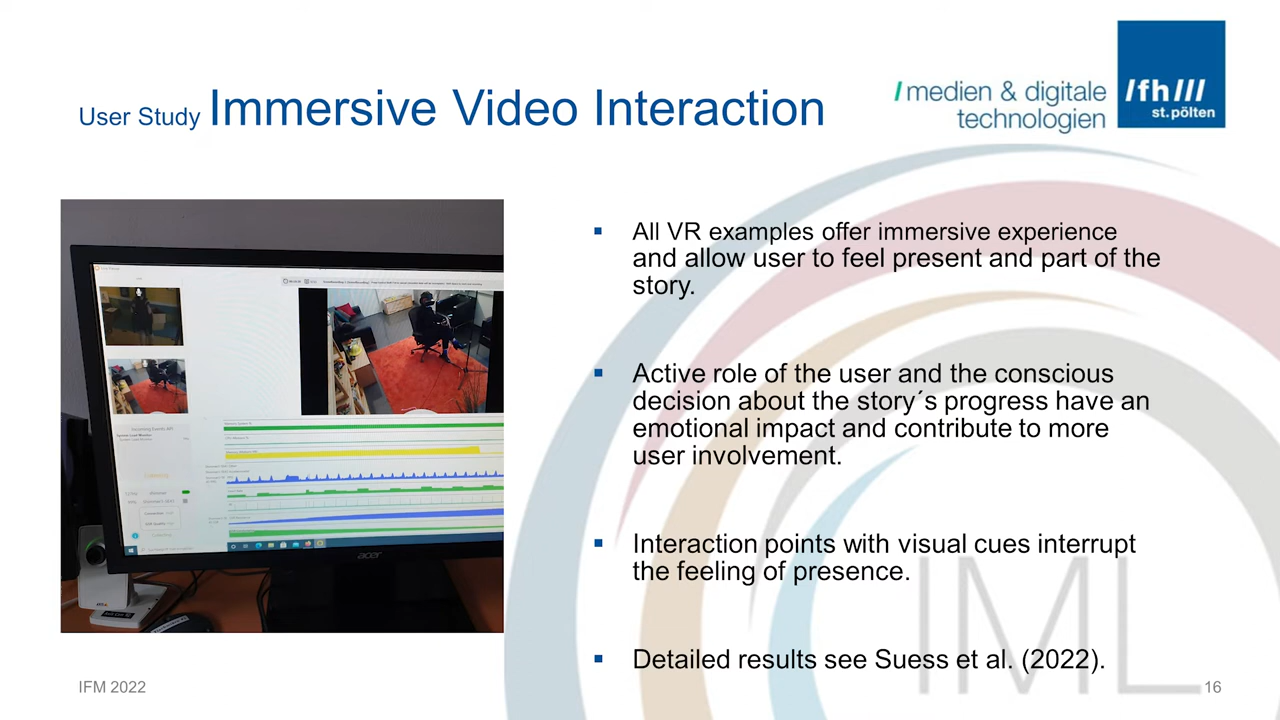 User Study Immersive Video Interaction
/ medien & digitale
technologien
/fh///
st.pölten
▪ All VR examples offer immersive experience
and allow user to feel present and part of the
story.
▪ Active role of the user and the conscious
decision about the story´s progress have an
emotional impact and contribute to more
user involvement.
▪ Interaction points with visual cues interrupt
the feeling of presence.
▪ Detailed results see Suess et al. (2022).
acer
IML
IFM 2022
16